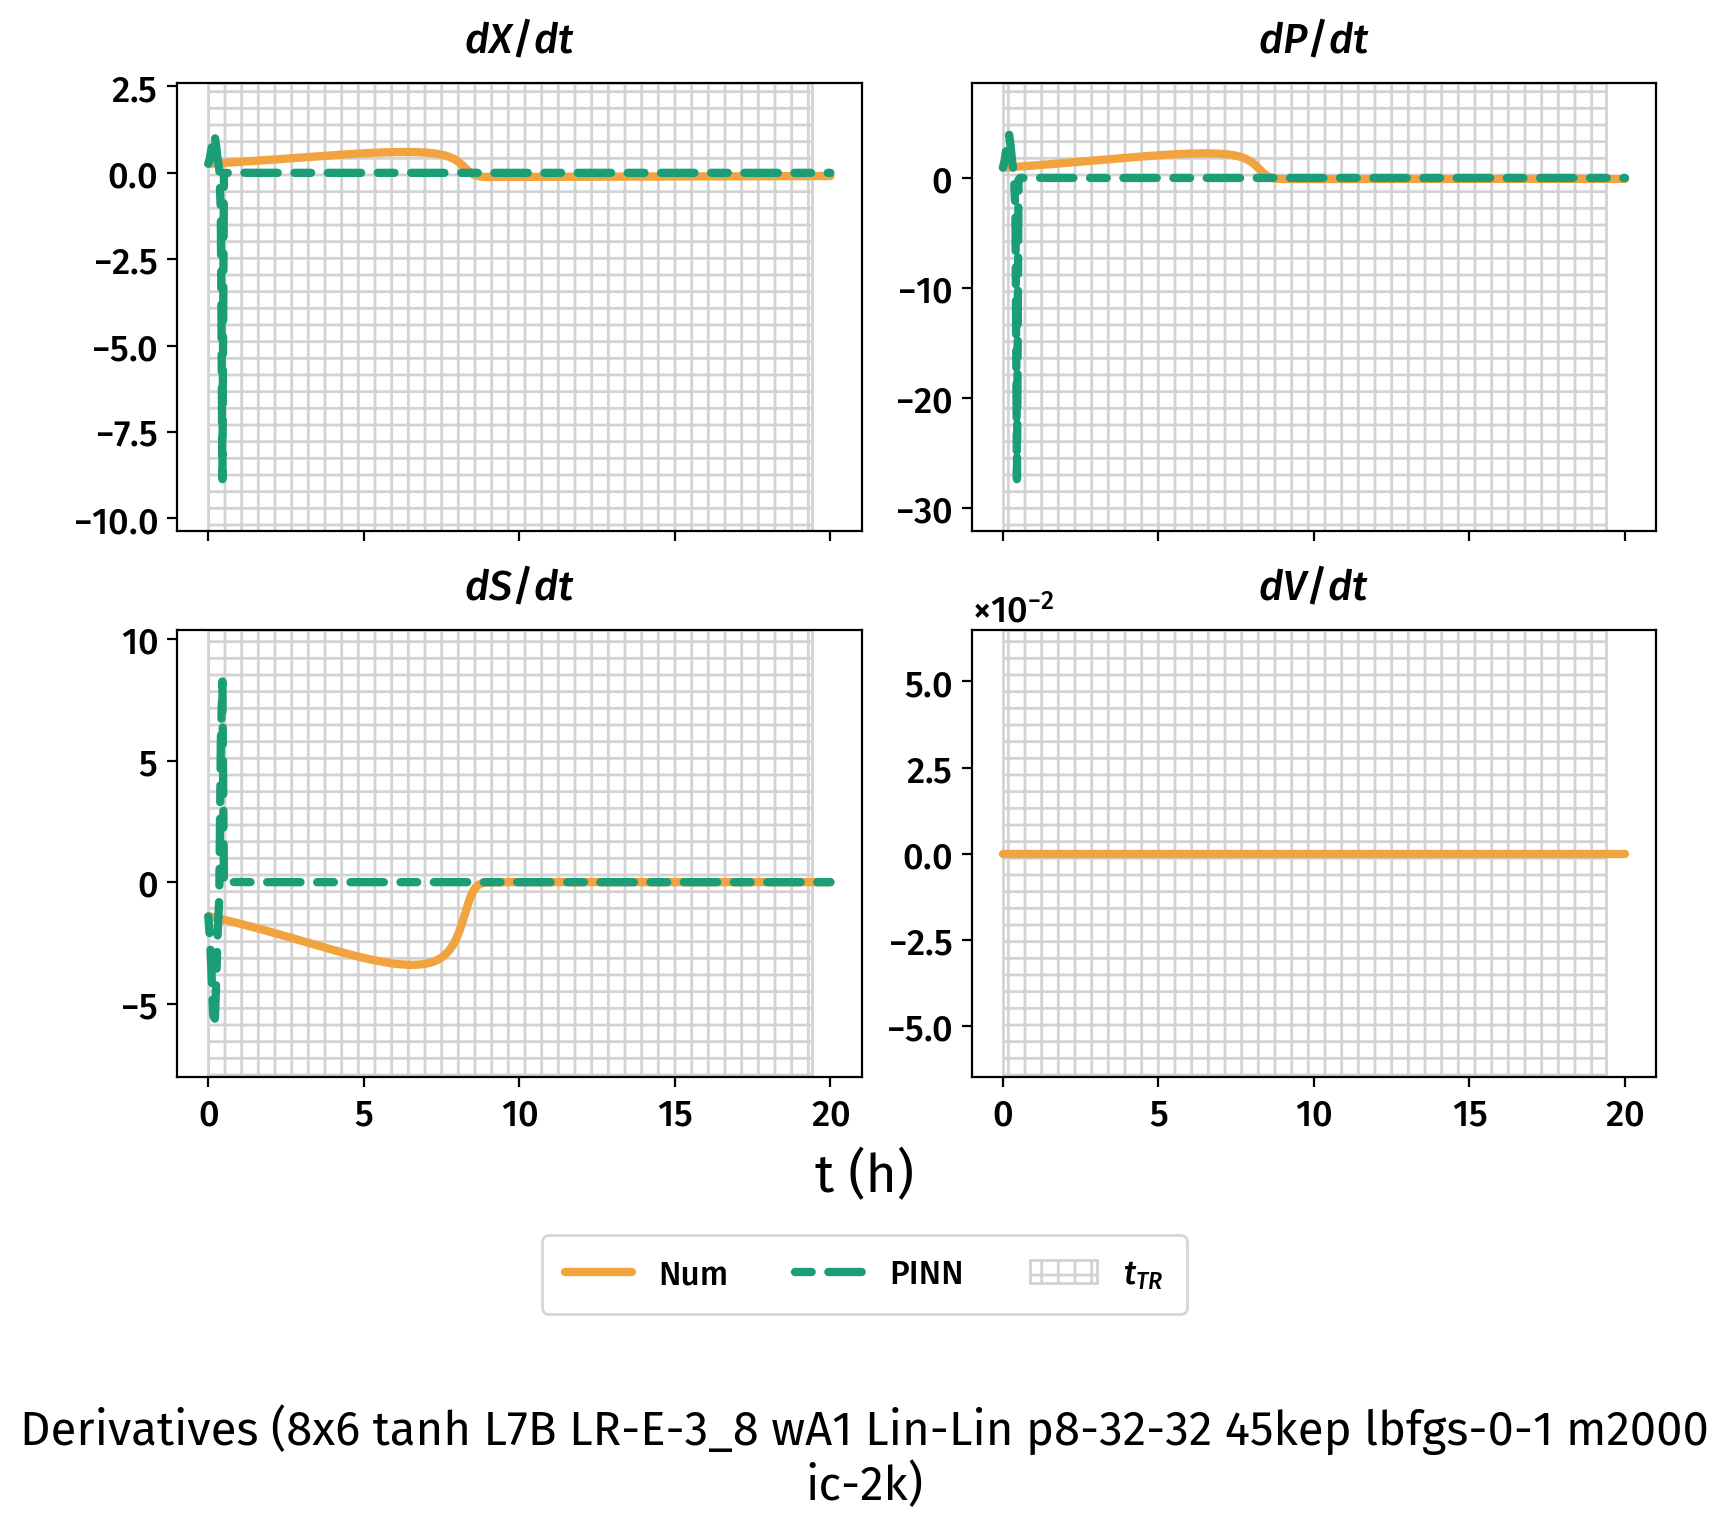 dX/dt
dP/dt
2.5
0.0
−2.5
−5.0
−7.5
−10.0
0
−10
−20
−30
dS/dt
dV/dt
×10⁻²
10
5
0
−5
5.0
2.5
0.0
−2.5
−5.0
0 5 10 15 20
0 5 10 15 20
t (h)
Num PINN t_TR
Derivatives (8x6 tanh L7B LR-E-3_8 wA1 Lin-Lin p8-32-32 45kep lbfgs-0-1 m2000
ic-2k)